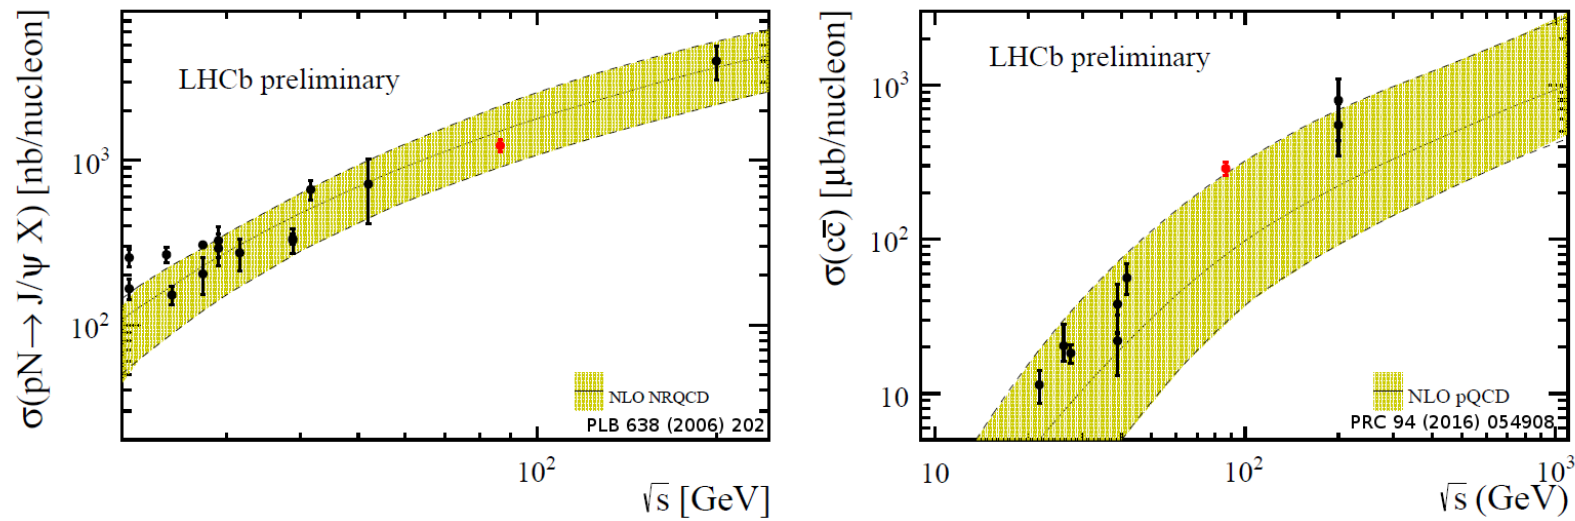 σ(pN→ J/ψ X) [nb/nucleon]
LHCb preliminary
10³
10²
NLO NRQCD
PLB 638 (2006) 202
10²
√s [GeV]
σ(cc̄) [μb/nucleon]
LHCb preliminary
10³
10²
10
NLO pQCD
PRC 94 (2016) 054908
10
10²
10³
√s (GeV)